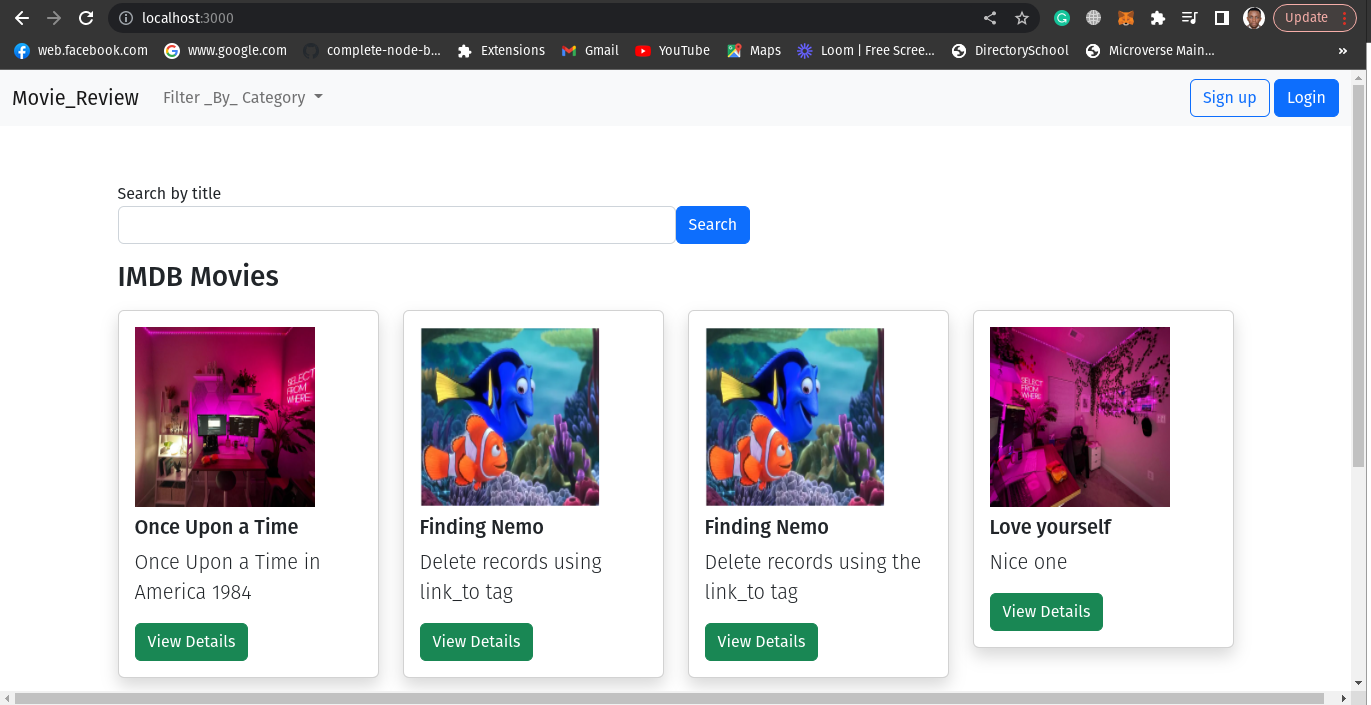 localhost:3000
Update
web.facebook.com www.google.com complete-node-b... Extensions Gmail YouTube Maps Loom | Free Scree... DirectorySchool Microverse Main... »
Movie_Review Filter _By_ Category Sign up Login
Search by title
Search
IMDB Movies
SELECT
FROM
WHERE
SELECT
FROM
WHERE
Once Upon a Time
Once Upon a Time in
America 1984
View Details
Finding Nemo
Delete records using
link_to tag
View Details
Finding Nemo
Delete records using the
link_to tag
View Details
Love yourself
Nice one
View Details